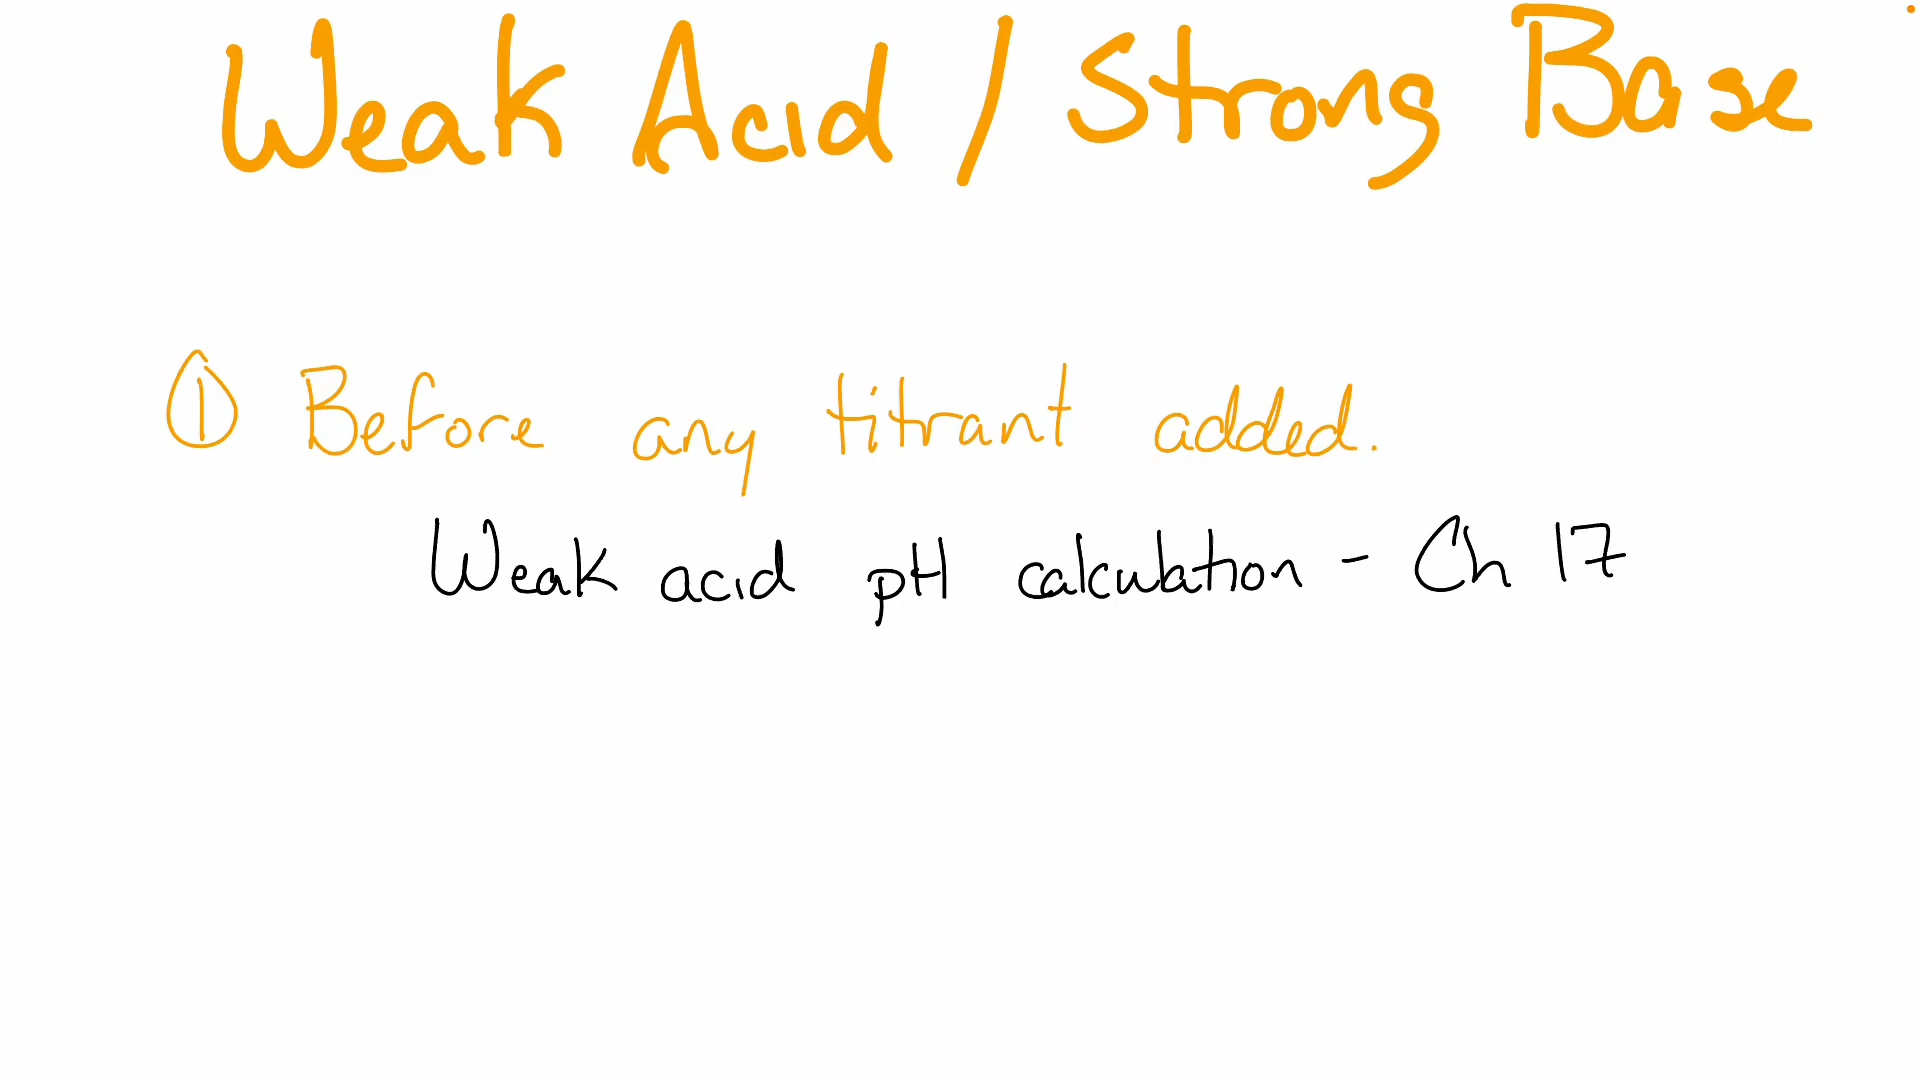 Weak Acid / Strong Base
① Before any titrant added.
Weak acid pH calculation - Ch 17